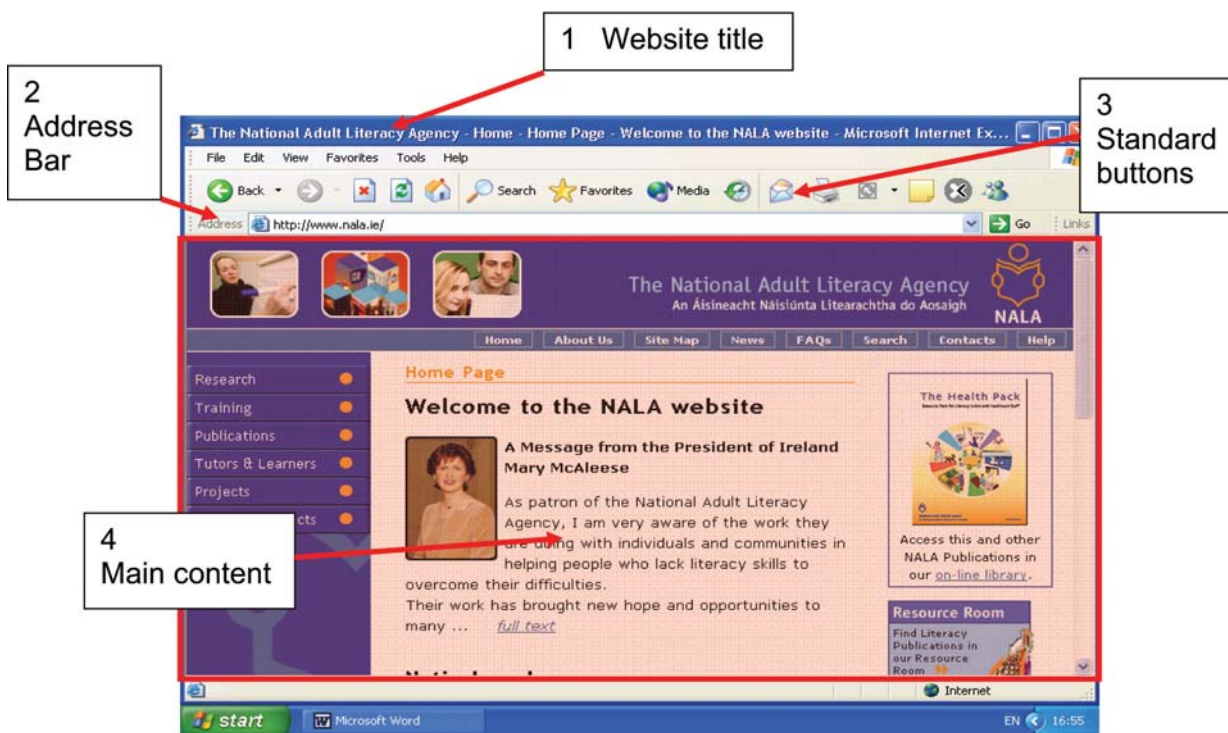 1 Website title
2
Address
Bar
3
Standard
buttons
The National Adult Literacy Agency - Home - Home Page - Welcome to the NALA website - Microsoft Internet Ex...
File Edit View Favorites Tools Help
Back Search Favorites Media
Address http://www.nala.ie/ Go Links
The National Adult Literacy Agency
An Áisineacht Náisiúnta Litearachtha do Aosaigh
NALA
Home About Us Site Map News FAQs Search Contacts Help
Research
Training
Publications
Tutors & Learners
Projects
4
Main content
Home Page
Welcome to the NALA website
A Message from the President of Ireland
Mary McAleese
As patron of the National Adult Literacy
Agency, I am very aware of the work they
are doing with individuals and communities in
helping people who lack literacy skills to
overcome their difficulties.
Their work has brought new hope and opportunities to
many ... full text
The Health Pack
Access this and other
NALA Publications in
our on-line library.
Resource Room
Find Literacy
Publications in
our Resource
Room
Internet
start Microsoft Word EN 16:55